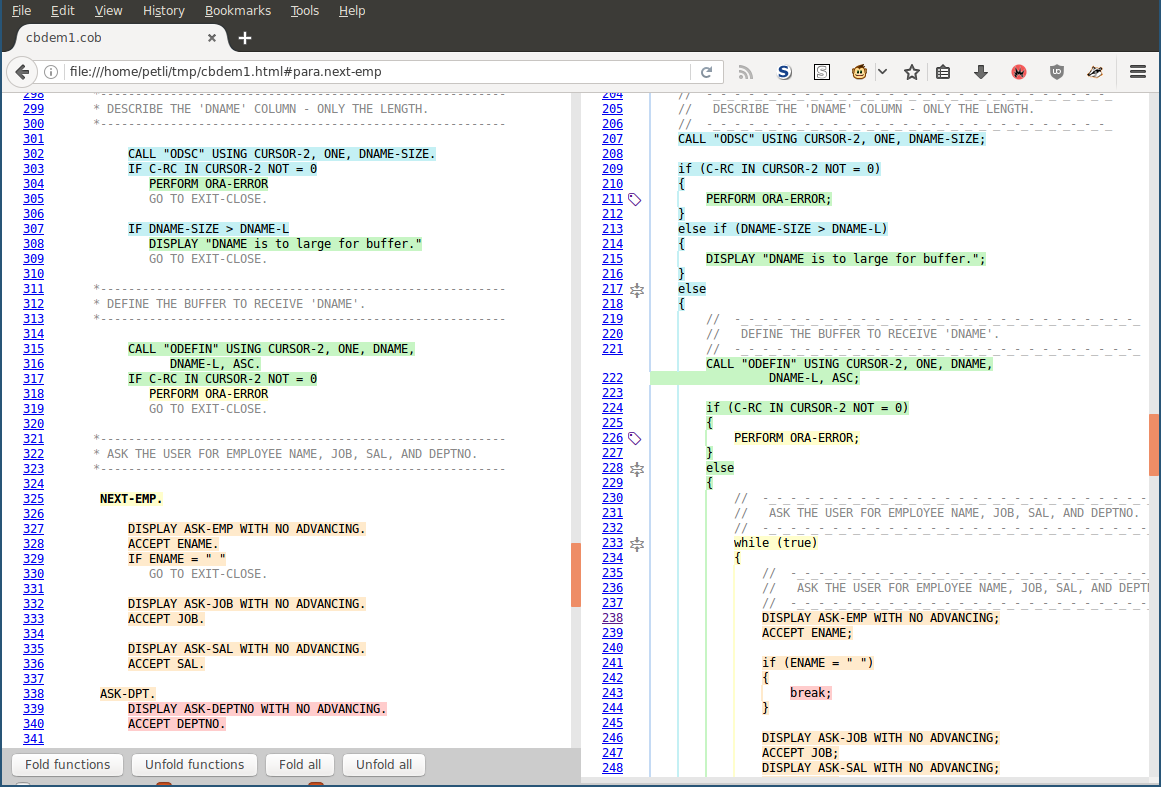 File Edit View History Bookmarks Tools Help
cbdem1.cob
file:///home/petli/tmp/cbdem1.html#para.next-emp
298 *----------------------------------------------------------
299 * DESCRIBE THE 'DNAME' COLUMN - ONLY THE LENGTH.
300 *----------------------------------------------------------
301
302 CALL "ODSC" USING CURSOR-2, ONE, DNAME-SIZE.
303 IF C-RC IN CURSOR-2 NOT = 0
304 PERFORM ORA-ERROR
305 GO TO EXIT-CLOSE.
306
307 IF DNAME-SIZE > DNAME-L
308 DISPLAY "DNAME is to large for buffer."
309 GO TO EXIT-CLOSE.
310
311 *----------------------------------------------------------
312 * DEFINE THE BUFFER TO RECEIVE 'DNAME'.
313 *----------------------------------------------------------
314
315 CALL "ODEFIN" USING CURSOR-2, ONE, DNAME,
316 DNAME-L, ASC.
317 IF C-RC IN CURSOR-2 NOT = 0
318 PERFORM ORA-ERROR
319 GO TO EXIT-CLOSE.
320
321 *----------------------------------------------------------
322 * ASK THE USER FOR EMPLOYEE NAME, JOB, SAL, AND DEPTNO.
323 *----------------------------------------------------------
324
325 NEXT-EMP.
326
327 DISPLAY ASK-EMP WITH NO ADVANCING.
328 ACCEPT ENAME.
329 IF ENAME = " "
330 GO TO EXIT-CLOSE.
331
332 DISPLAY ASK-JOB WITH NO ADVANCING.
333 ACCEPT JOB.
334
335 DISPLAY ASK-SAL WITH NO ADVANCING.
336 ACCEPT SAL.
337
338 ASK-DPT.
339 DISPLAY ASK-DEPTNO WITH NO ADVANCING.
340 ACCEPT DEPTNO.
341
Fold functions Unfold functions Fold all Unfold all
204 // - - - - - - - - - - - - - - - - - - - - - - - - - - - - -
205 // DESCRIBE THE 'DNAME' COLUMN - ONLY THE LENGTH.
206 // - - - - - - - - - - - - - - - - - - - - - - - - - - - - -
207 CALL "ODSC" USING CURSOR-2, ONE, DNAME-SIZE;
208
209 if (C-RC IN CURSOR-2 NOT = 0)
210 {
211 PERFORM ORA-ERROR;
212 }
213 else if (DNAME-SIZE > DNAME-L)
214 {
215 DISPLAY "DNAME is to large for buffer.";
216 }
217 else
218 {
219 // - - - - - - - - - - - - - - - - - - - - - - - - - - - - -
220 // DEFINE THE BUFFER TO RECEIVE 'DNAME'.
221 // - - - - - - - - - - - - - - - - - - - - - - - - - - - - -
CALL "ODEFIN" USING CURSOR-2, ONE, DNAME,
222 DNAME-L, ASC;
223
224 if (C-RC IN CURSOR-2 NOT = 0)
225 {
226 PERFORM ORA-ERROR;
227 }
228 else
229 {
230 // - - - - - - - - - - - - - - - - - - - - - - - - - - - - -
231 // ASK THE USER FOR EMPLOYEE NAME, JOB, SAL, AND DEPTNO.
232 // - - - - - - - - - - - - - - - - - - - - - - - - - - - - -
233 while (true)
234 {
235 // - - - - - - - - - - - - - - - - - - - - - - - - - - -
236 // ASK THE USER FOR EMPLOYEE NAME, JOB, SAL, AND DEPT
237 // - - - - - - - - - - - - - - - - - - - - - - - - - - -
238 DISPLAY ASK-EMP WITH NO ADVANCING;
239 ACCEPT ENAME;
240
241 if (ENAME = " ")
242 {
243 break;
244 }
245
246 DISPLAY ASK-JOB WITH NO ADVANCING;
247 ACCEPT JOB;
248 DISPLAY ASK-SAL WITH NO ADVANCING;